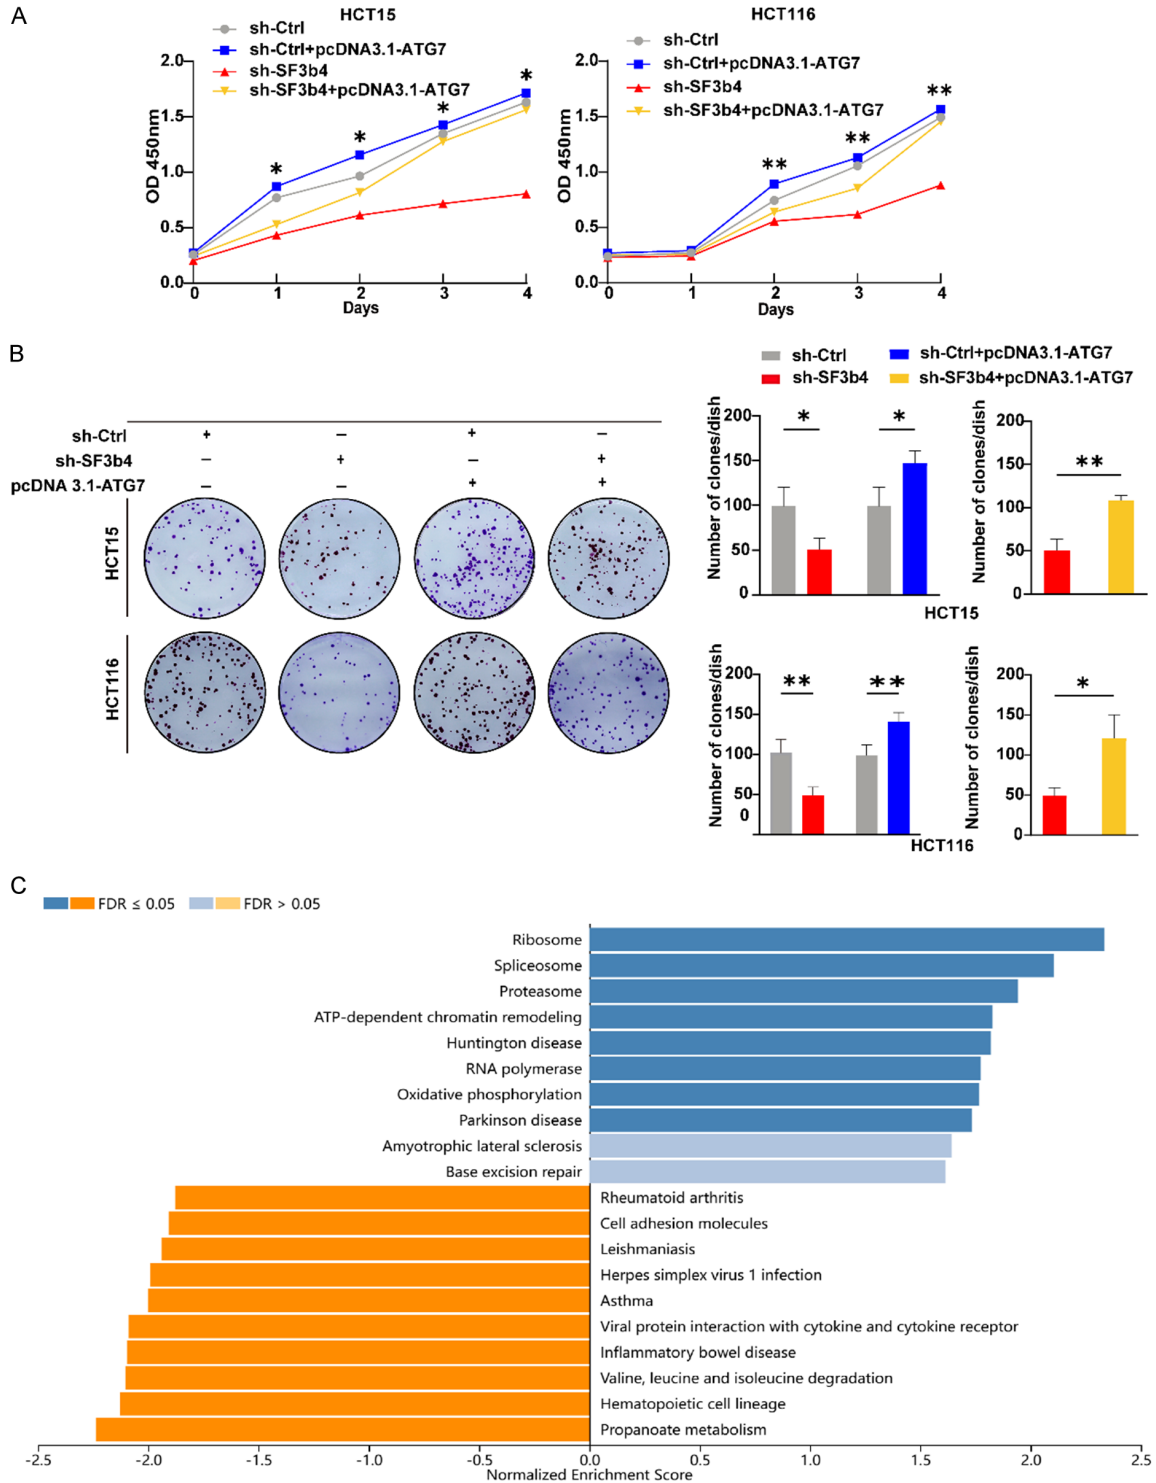 A
HCT15
sh-Ctrl
sh-Ctrl+pcDNA3.1-ATG7
sh-SF3b4
sh-SF3b4+pcDNA3.1-ATG7
2.0
1.5
1.0
0.5
0.0
OD 450nm
* * * *
0 1 2 3 4
Days
HCT116
sh-Ctrl
sh-Ctrl+pcDNA3.1-ATG7
sh-SF3b4
sh-SF3b4+pcDNA3.1-ATG7
2.0
1.5
1.0
0.5
0.0
OD 450nm
** ** **
0 1 2 3 4
Days
B
sh-Ctrl + − + −
sh-SF3b4 − + − +
pcDNA 3.1-ATG7 − − + +
HCT15
HCT116
sh-Ctrl sh-Ctrl+pcDNA3.1-ATG7
sh-SF3b4 sh-SF3b4+pcDNA3.1-ATG7
Number of clones/dish
200
150
100
50
0
* *
Number of clones/dish
200
150
100
50
0
**
HCT15
Number of clones/dish
200
150
100
50
0
** **
Number of clones/dish
200
150
100
50
0
*
HCT116
C
FDR ≤ 0.05 FDR > 0.05
Ribosome
Spliceosome
Proteasome
ATP-dependent chromatin remodeling
Huntington disease
RNA polymerase
Oxidative phosphorylation
Parkinson disease
Amyotrophic lateral sclerosis
Base excision repair
Rheumatoid arthritis
Cell adhesion molecules
Leishmaniasis
Herpes simplex virus 1 infection
Asthma
Viral protein interaction with cytokine and cytokine receptor
Inflammatory bowel disease
Valine, leucine and isoleucine degradation
Hematopoietic cell lineage
Propanoate metabolism
-2.5 -2.0 -1.5 -1.0 -0.5 0.0 0.5 1.0 1.5 2.0 2.5
Normalized Enrichment Score